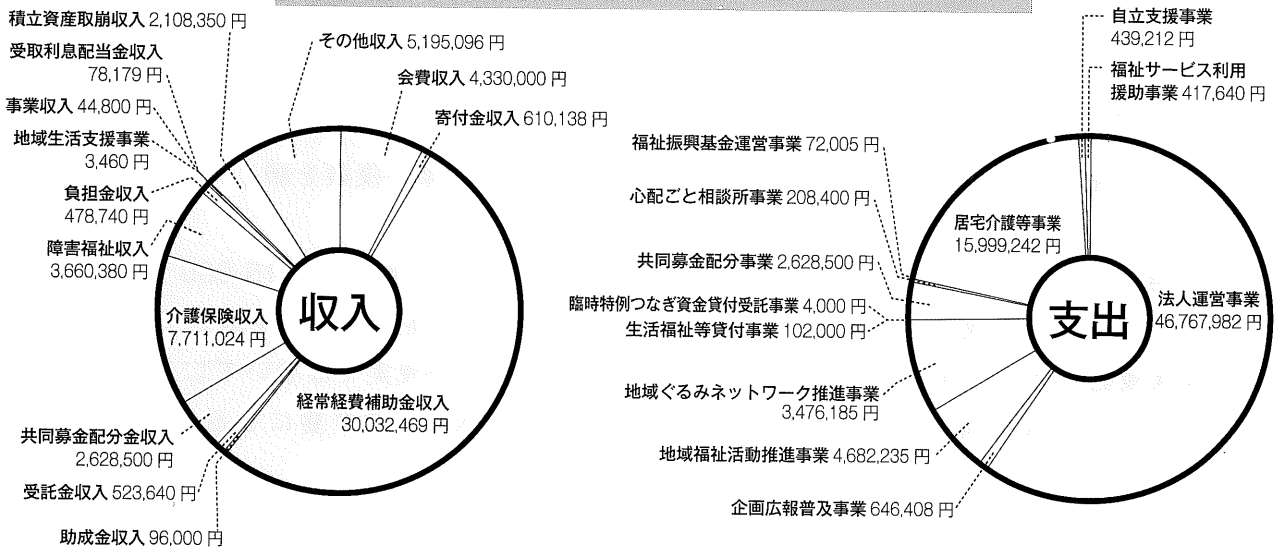 積立資産取崩収入 2,108,350 円
受取利息配当金収入
78,179 円
事業収入 44,800 円
地域生活支援事業
3,460 円
負担金収入
478,740 円
障害福祉収入
3,660,380 円
介護保険収入
7,711,024 円
共同募金配分金収入
2,628,500 円
受託金収入 523,640 円
助成金収入 96,000 円
その他収入 5,195,096 円
会費収入 4,330,000 円
寄付金収入 610,138 円
収入
経常経費補助金収入
30,032,469 円
自立支援事業
439,212 円
福祉サービス利用
援助事業 417,640 円
福祉振興基金運営事業 72,005 円
心配ごと相談所事業 208,400 円
共同募金配分事業 2,628,500 円
臨時特例つなぎ資金貸付受託事業 4,000 円
生活福祉等貸付事業 102,000 円
地域ぐるみネットワーク推進事業
3,476,185 円
地域福祉活動推進事業 4,682,235 円
企画広報普及事業 646,408 円
居宅介護等事業
15,999,242 円
支出
法人運営事業
46,767,982 円